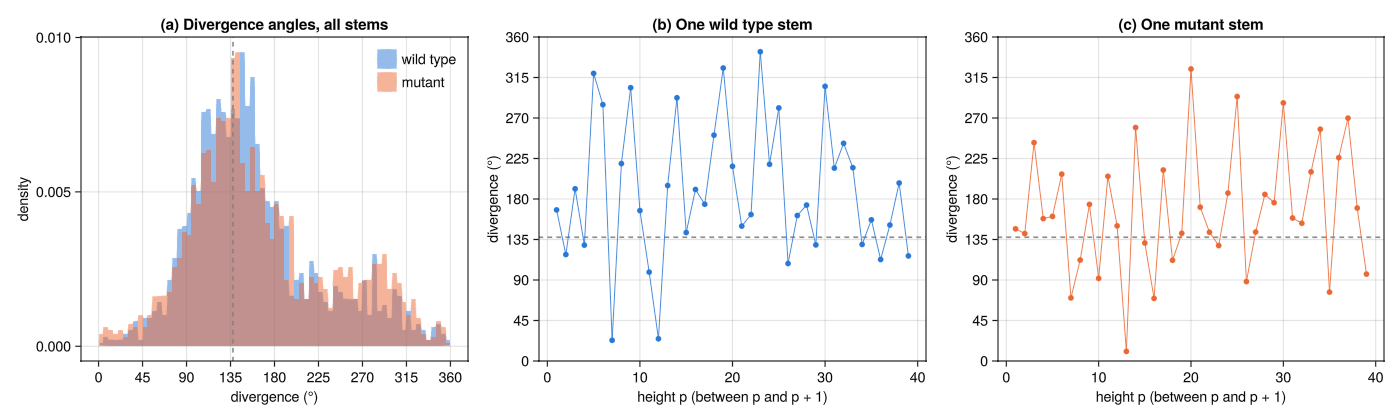 (a) Divergence angles, all stems
0.010
0.005
0.000
density
0 45 90 135 180 225 270 315 360
divergence (°)
wild type
mutant
(b) One wild type stem
360
315
270
225
180
135
90
45
0
divergence (°)
0 10 20 30 40
height p (between p and p + 1)
(c) One mutant stem
360
315
270
225
180
135
90
45
0
divergence (°)
0 10 20 30 40
height p (between p and p + 1)